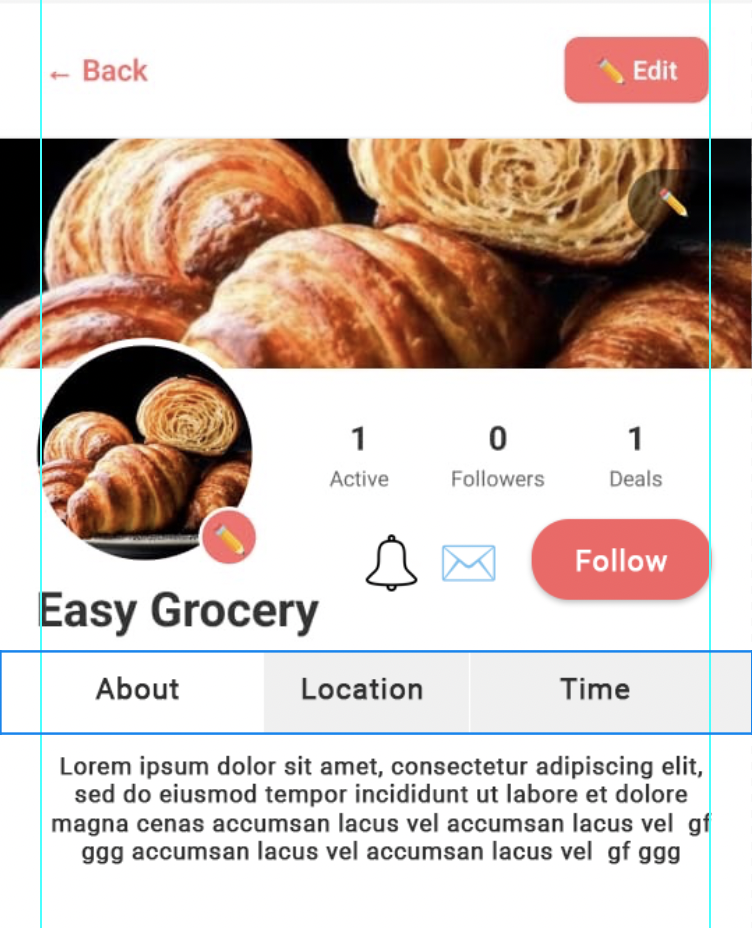 ← Back
✏️ Edit
1 0 1
Active Followers Deals
Follow
Easy Grocery
About Location Time
Lorem ipsum dolor sit amet, consectetur adipiscing elit,
sed do eiusmod tempor incididunt ut labore et dolore
magna cenas accumsan lacus vel accumsan lacus vel  gf
ggg accumsan lacus vel accumsan lacus vel  gf ggg